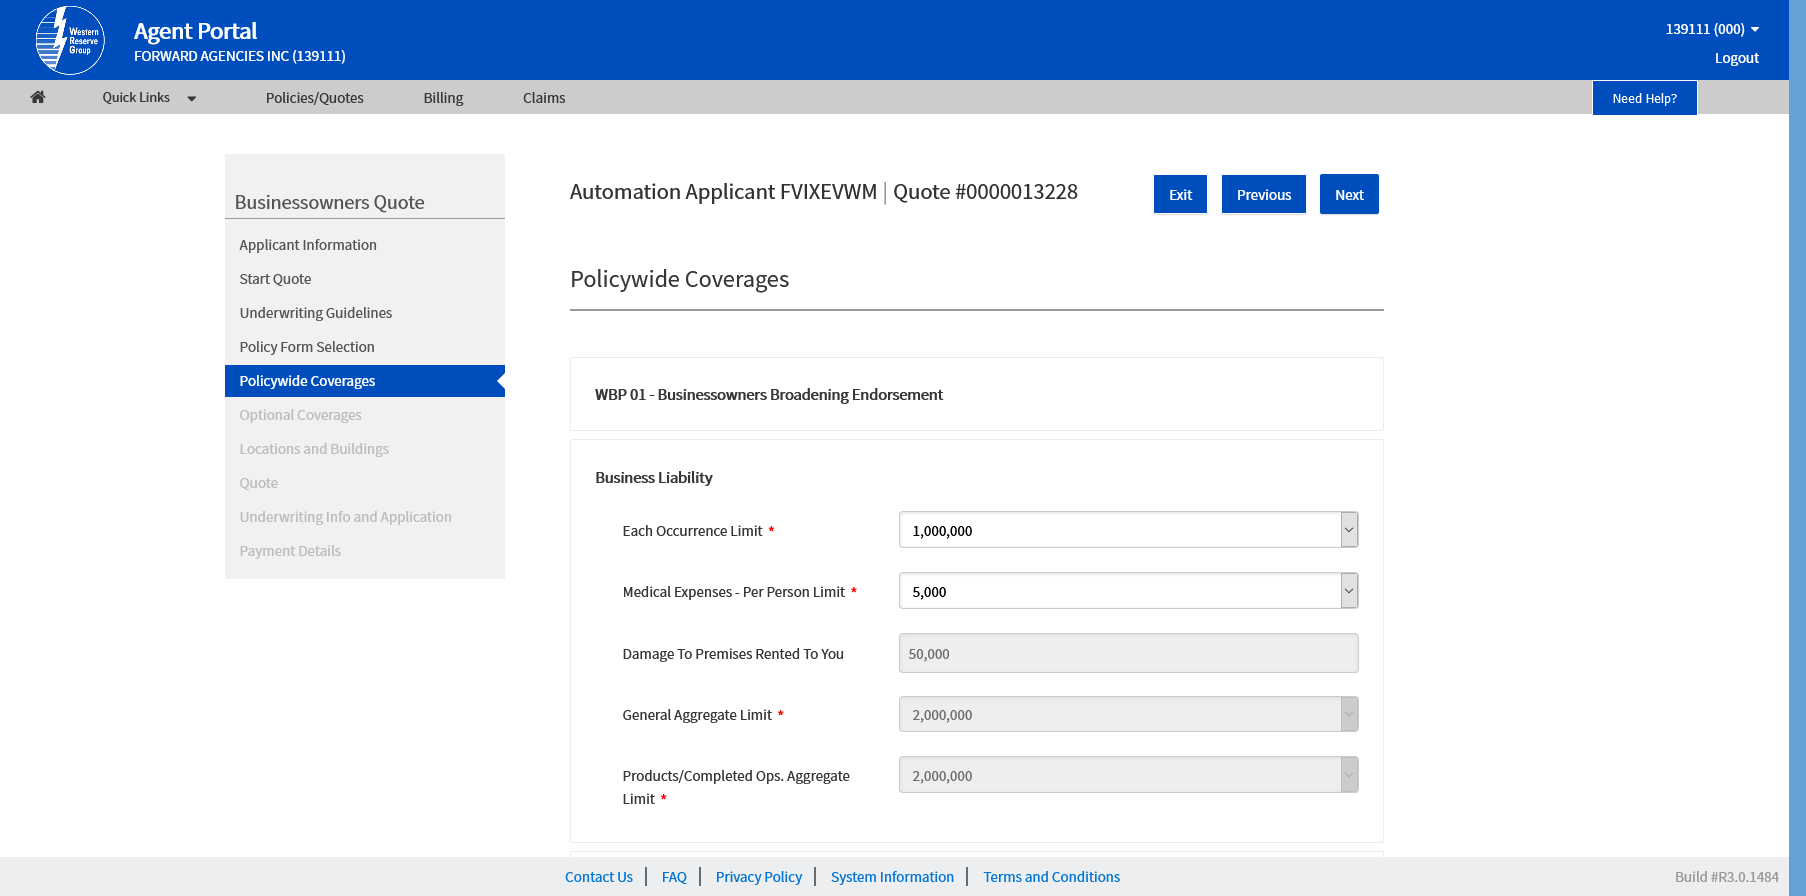 Western
Reserve
Group
Agent Portal
FORWARD AGENCIES INC (139111)
139111 (000)
Logout
Quick Links
Policies/Quotes
Billing
Claims
Need Help?
Businessowners Quote
Applicant Information
Start Quote
Underwriting Guidelines
Policy Form Selection
Policywide Coverages
Optional Coverages
Locations and Buildings
Quote
Underwriting Info and Application
Payment Details
Automation Applicant FVIXEVWM | Quote #0000013228
Exit
Previous
Next
Policywide Coverages
WBP 01 - Businessowners Broadening Endorsement
Business Liability
Each Occurrence Limit *
1,000,000
Medical Expenses - Per Person Limit *
5,000
Damage To Premises Rented To You
50,000
General Aggregate Limit *
2,000,000
Products/Completed Ops. Aggregate
Limit *
2,000,000
Contact Us | FAQ | Privacy Policy | System Information | Terms and Conditions
Build #R3.0.1484